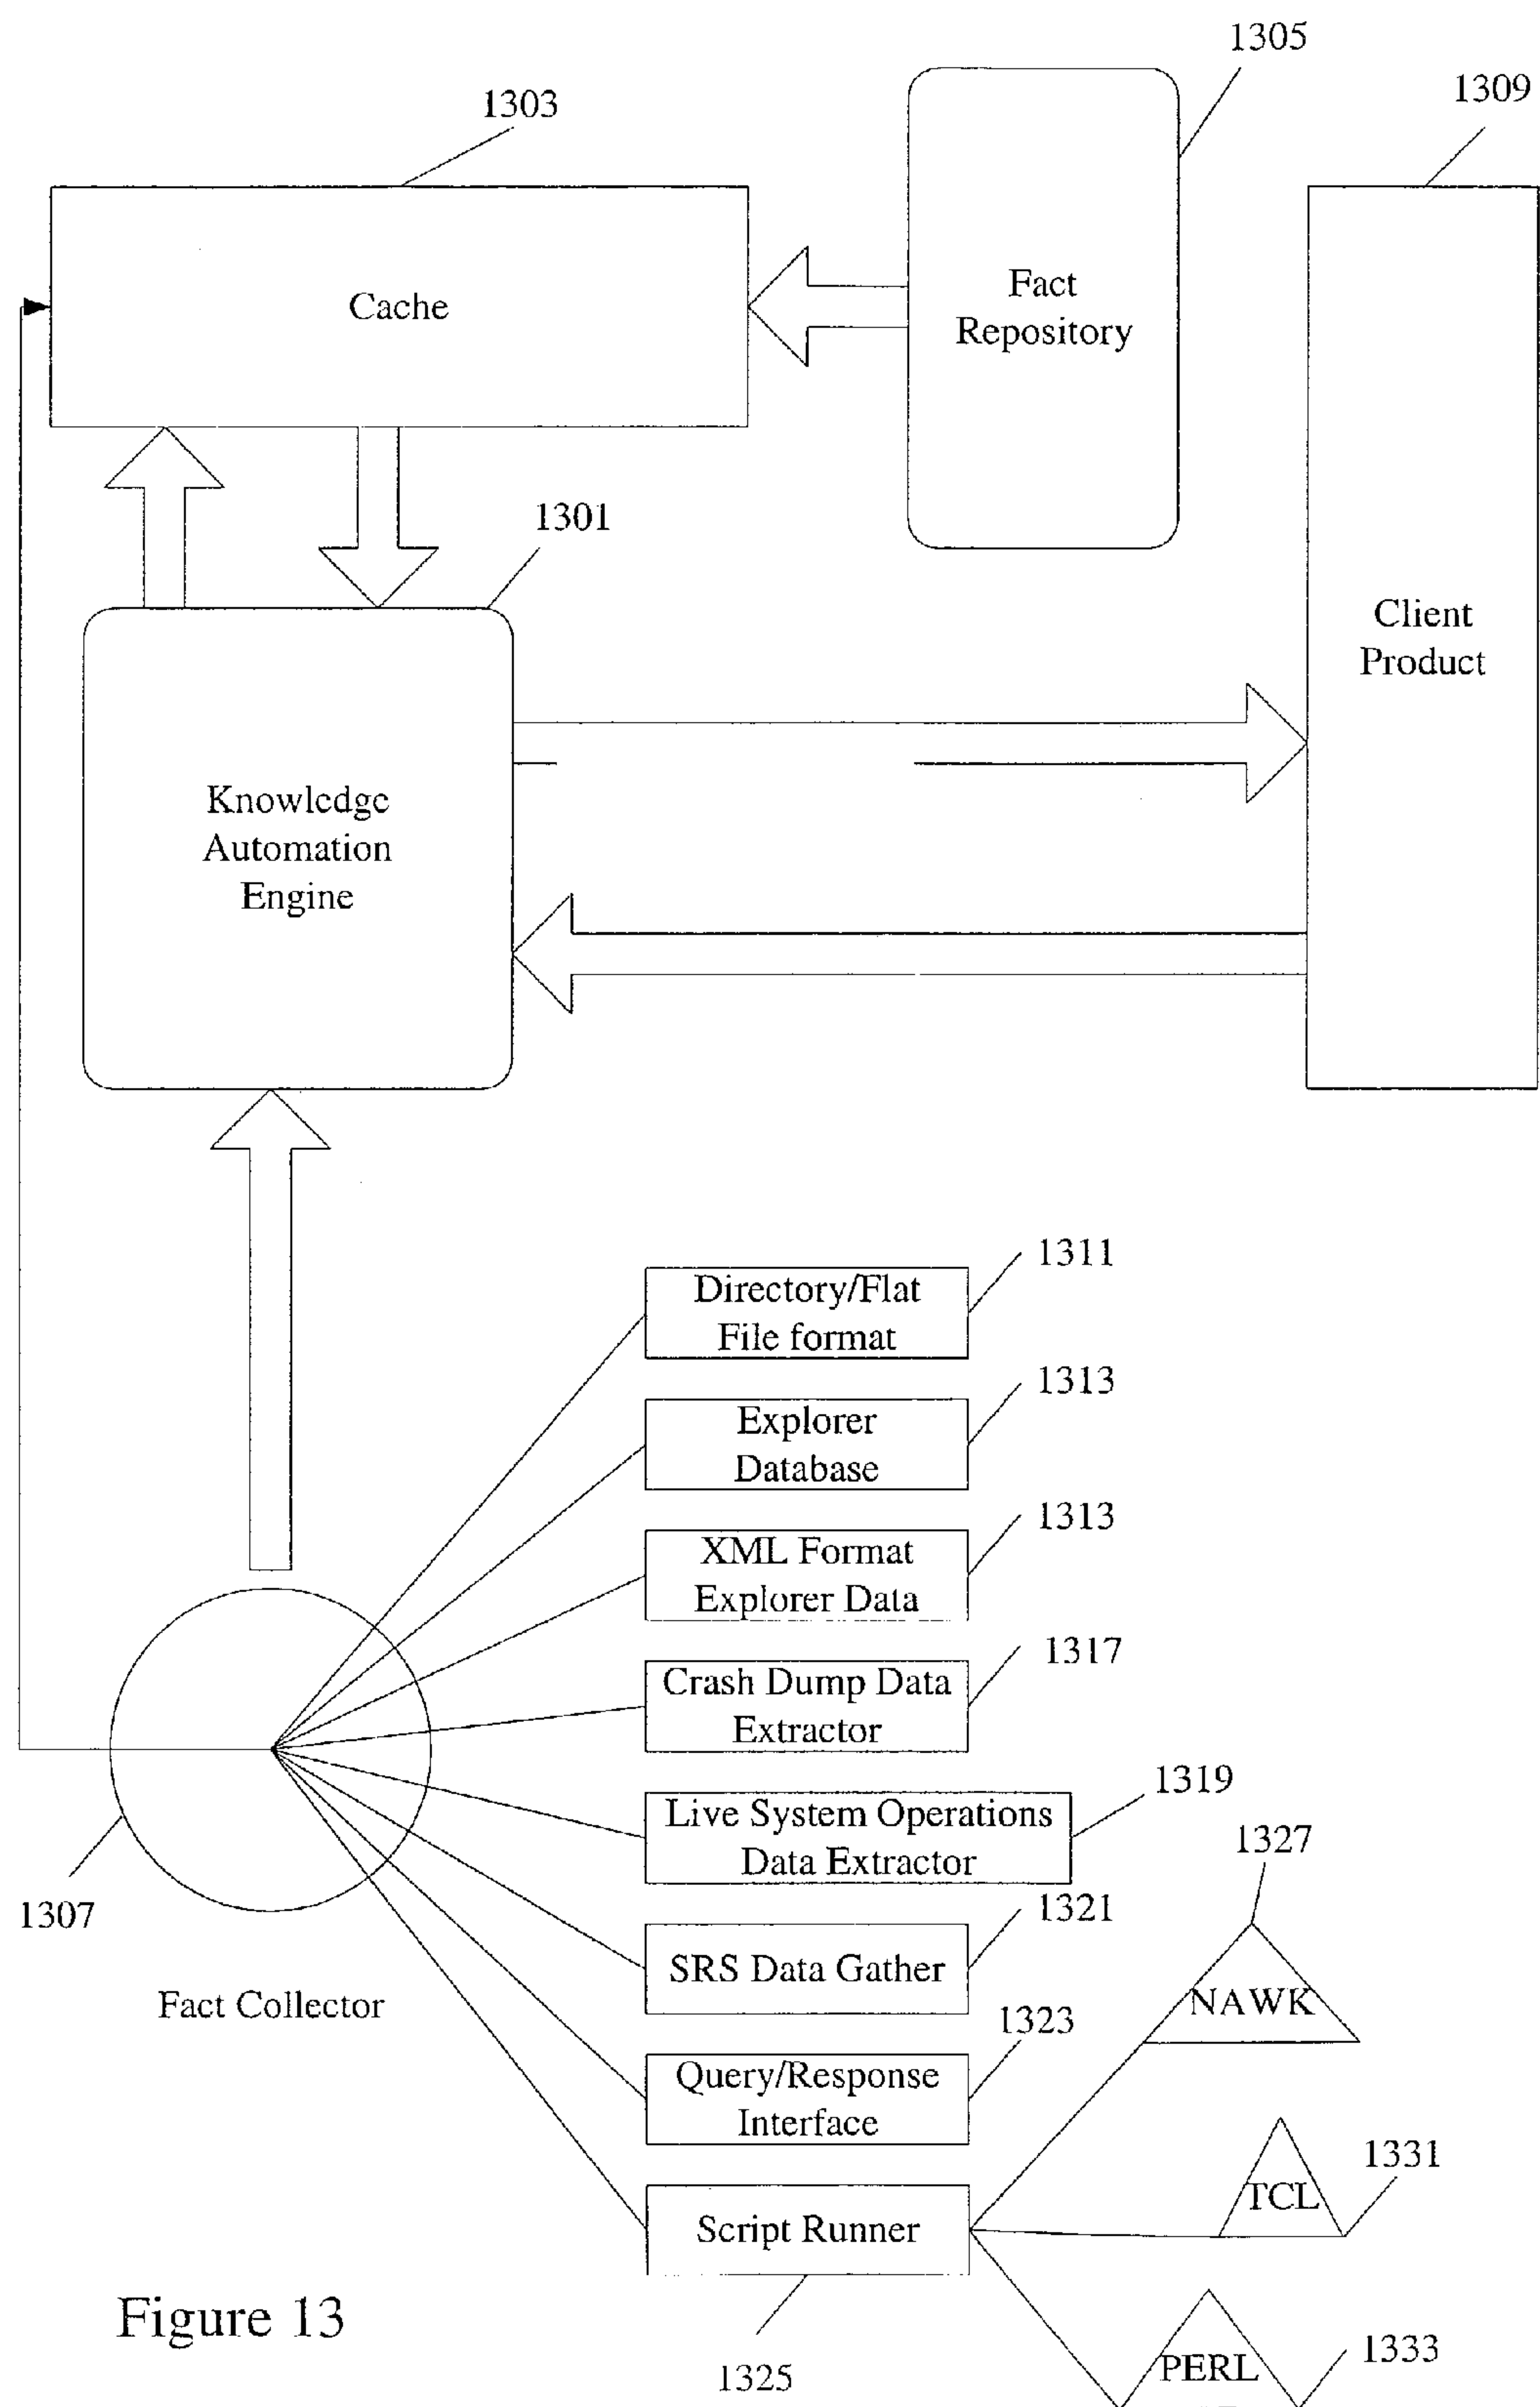 1305
1309
1303
Cache
Fact
Repository
1301
Client
Product
Knowledge
Automation
Engine
1311
Directory/Flat
File format
1313
Explorer
Database
1313
XML Format
Explorer Data
1317
Crash Dump Data
Extractor
1319
Live System Operations
Data Extractor
1327
1307
1321
SRS Data Gather
NAWK
Fact Collector
1323
Query/Response
Interface
1331
TCL
Script Runner
Figure 13
1333
PERL
1325